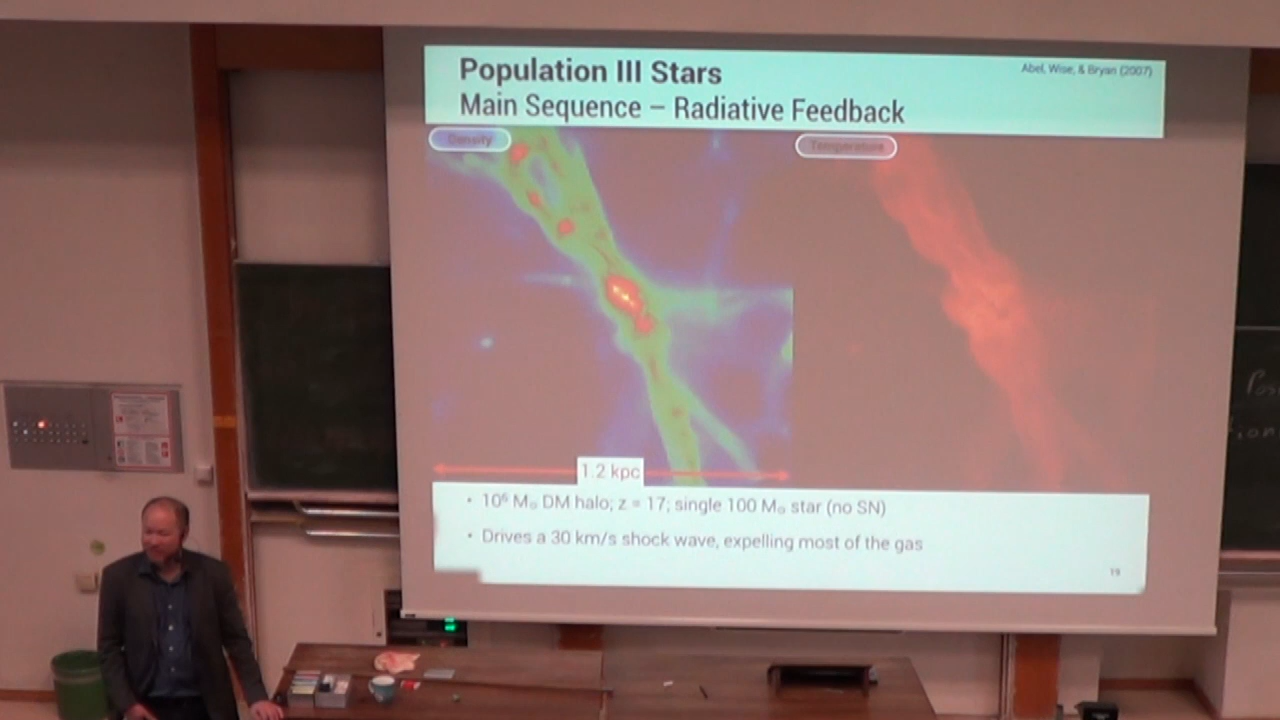 Population III Stars
Abel, Wise, & Bryan (2007)
Main Sequence – Radiative Feedback
Density
Temperature
1.2 kpc
• 10⁶ M☉ DM halo; z = 17; single 100 M☉ star (no SN)
• Drives a 30 km/s shock wave, expelling most of the gas
19